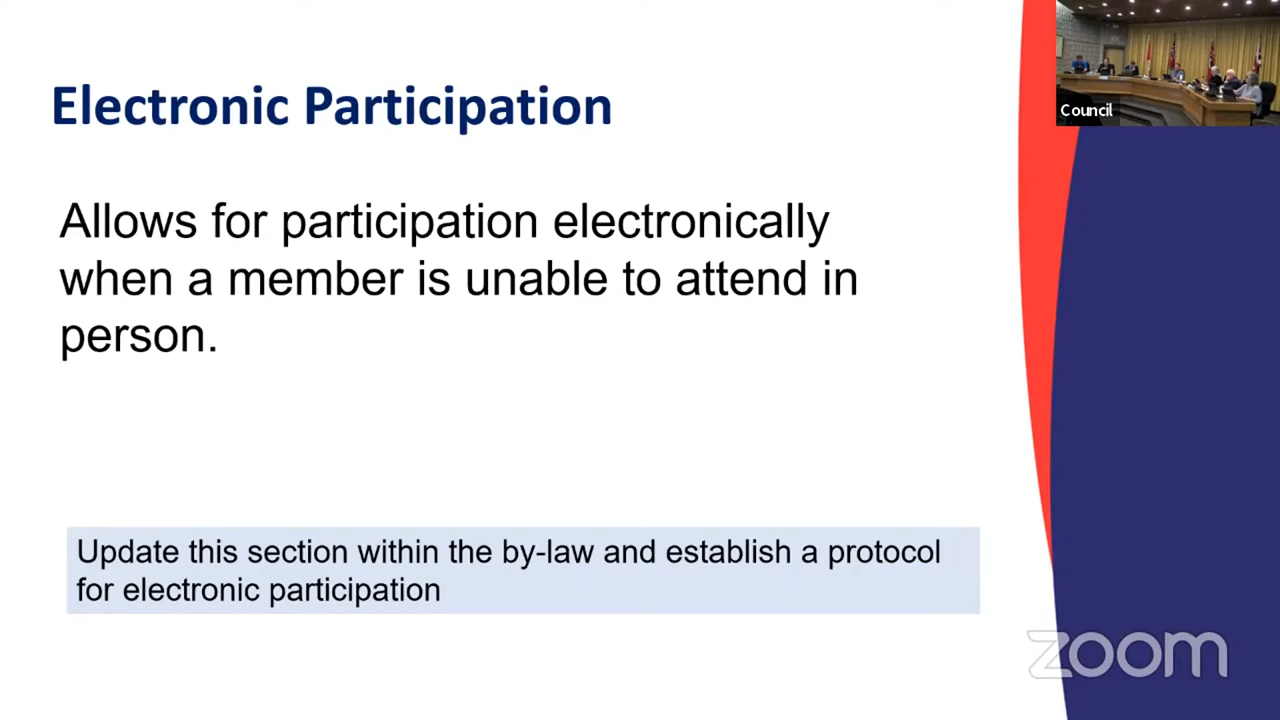 Electronic Participation
Council
Allows for participation electronically
when a member is unable to attend in
person.
Update this section within the by-law and establish a protocol
for electronic participation
zoom